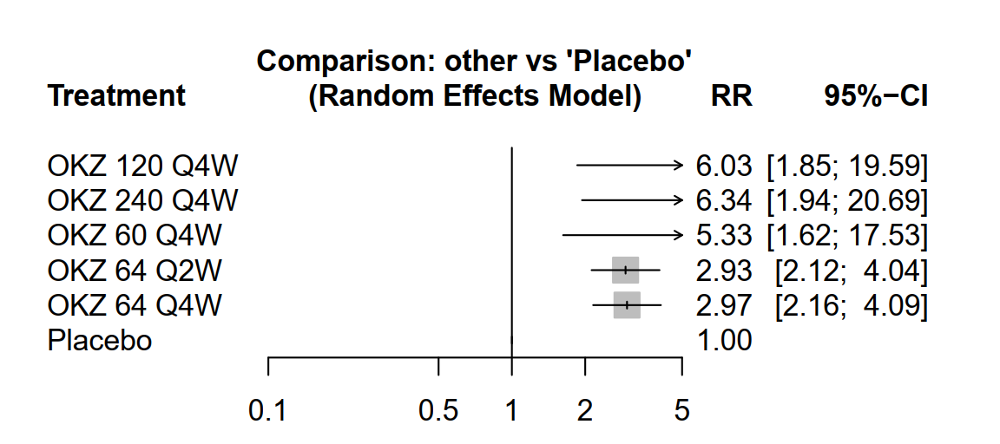 Comparison: other vs 'Placebo'
Treatment (Random Effects Model) RR 95%−CI
OKZ 120 Q4W 6.03 [1.85; 19.59]
OKZ 240 Q4W 6.34 [1.94; 20.69]
OKZ 60 Q4W 5.33 [1.62; 17.53]
OKZ 64 Q2W 2.93 [2.12; 4.04]
OKZ 64 Q4W 2.97 [2.16; 4.09]
Placebo 1.00
0.1 0.5 1 2 5